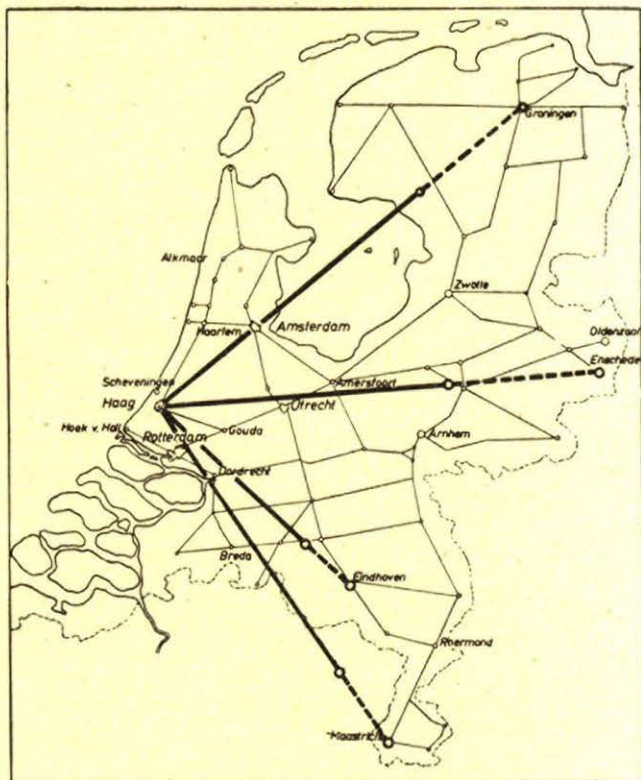 Groningen
Alkmaar
Zwolle
Haarlem
Amsterdam
Oldenzaal
Enschede
Scheveningen
Amersfoort
Haag
Utrecht
Hoek v. Holl.
Gouda
Rotterdam
Arnhem
Dordrecht
Breda
Eindhoven
Roermond
Maastricht